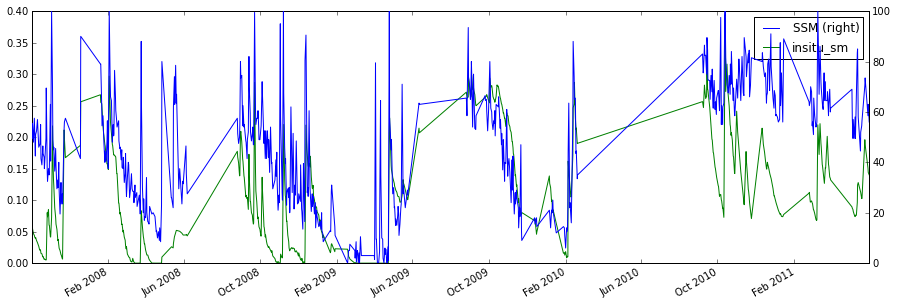 0.40
0.35
0.30
0.25
0.20
0.15
0.10
0.05
0.00
100
80
60
40
20
0
SSM (right)
insitu_sm
Feb 2008
Jun 2008
Oct 2008
Feb 2009
Jun 2009
Oct 2009
Feb 2010
Jun 2010
Oct 2010
Feb 2011